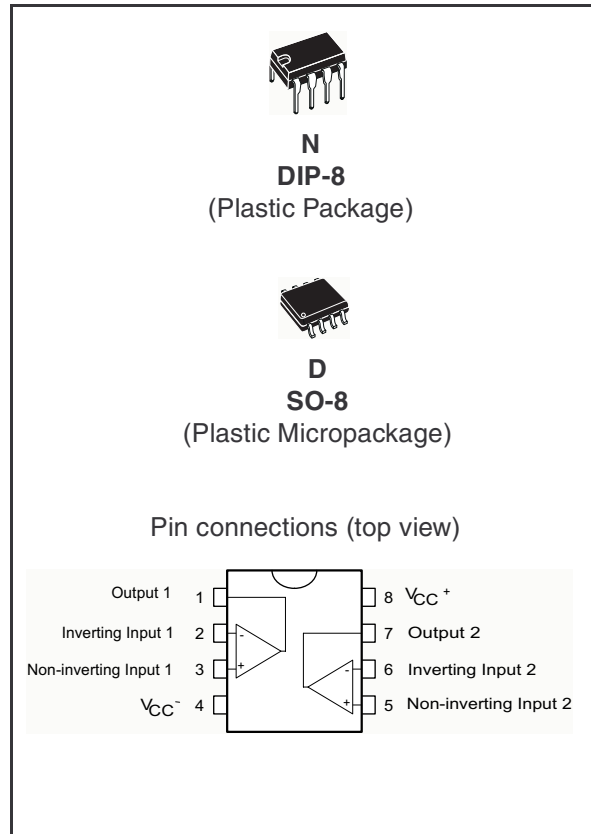 N
DIP-8
(Plastic Package)
D
SO-8
(Plastic Micropackage)
Pin connections (top view)
Output 1 1
Inverting Input 1 2 -
Non-inverting Input 1 3 +
VCC- 4
8 VCC+
7 Output 2
- 6 Inverting Input 2
+ 5 Non-inverting Input 2